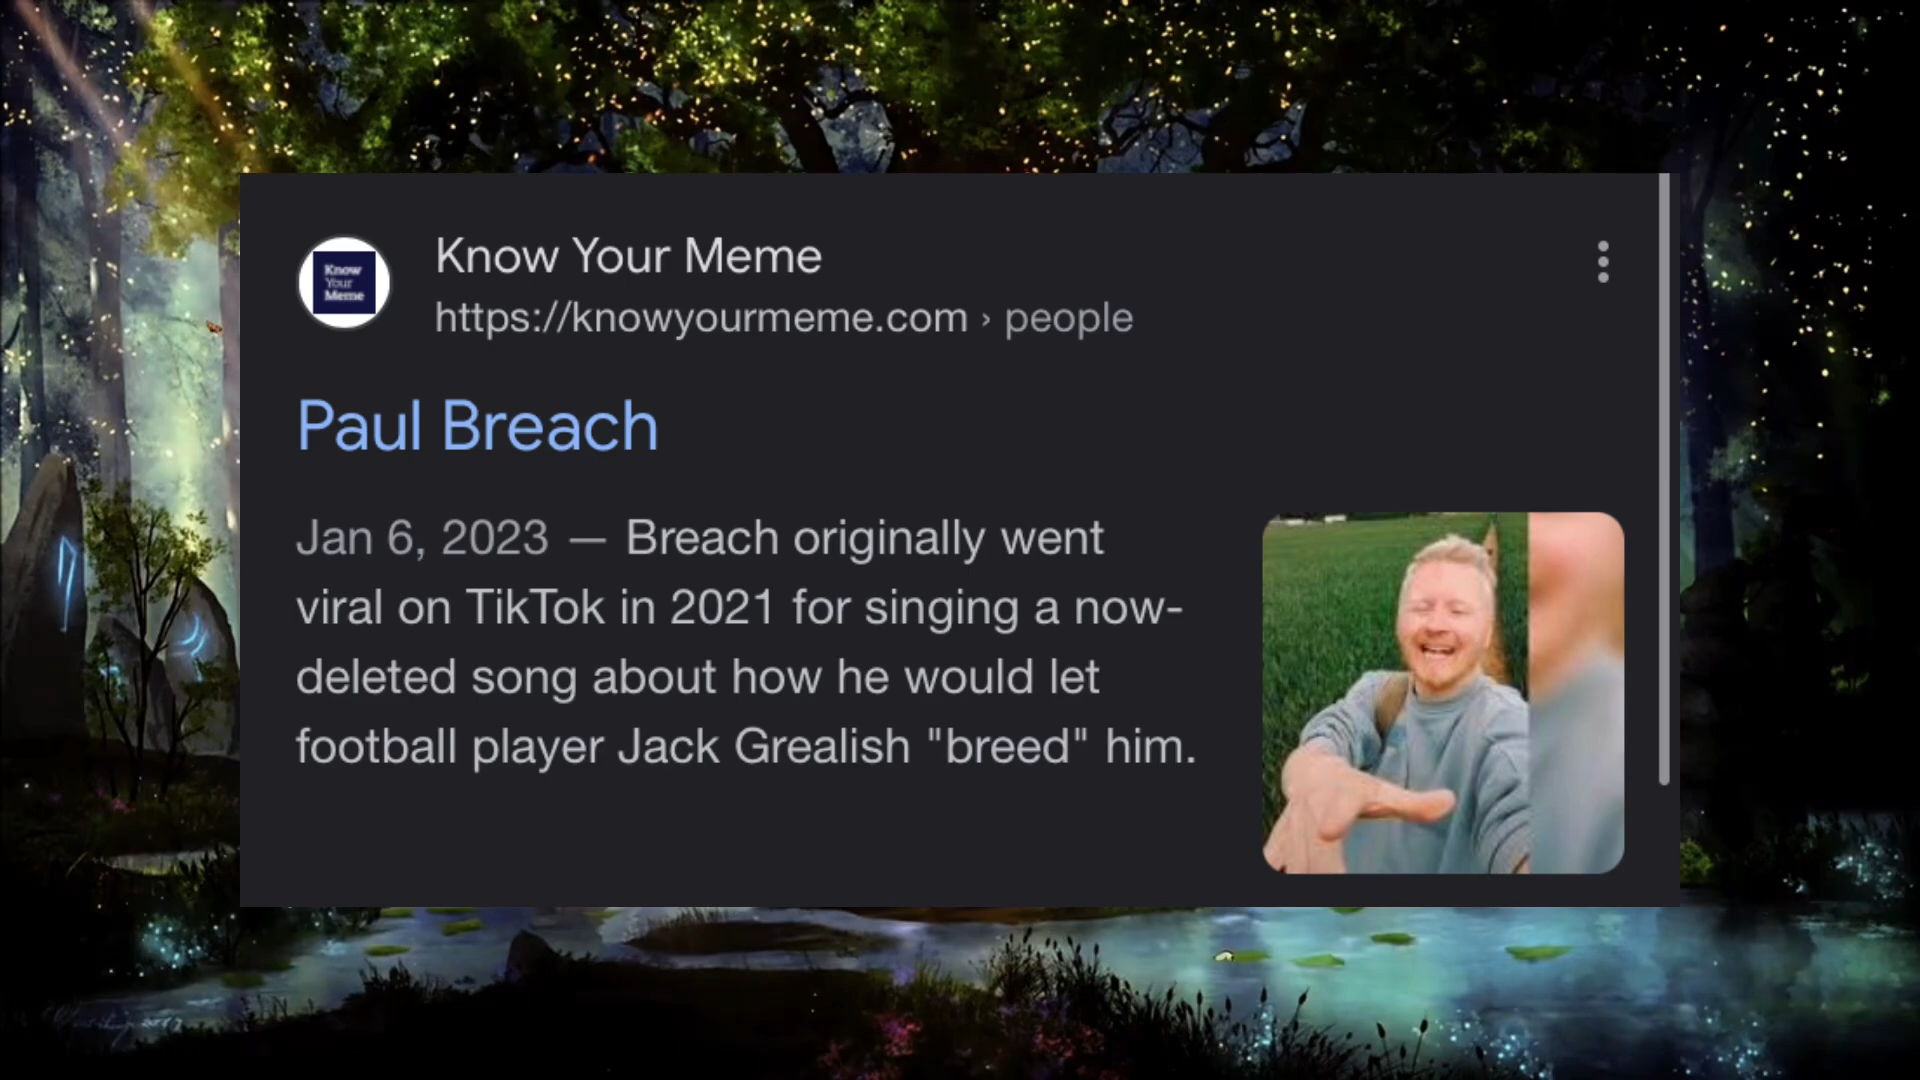 Know Your Meme
Know
Your
Meme
https://knowyourmeme.com › people
Paul Breach
Jan 6, 2023 — Breach originally went
viral on TikTok in 2021 for singing a now-
deleted song about how he would let
football player Jack Grealish "breed" him.